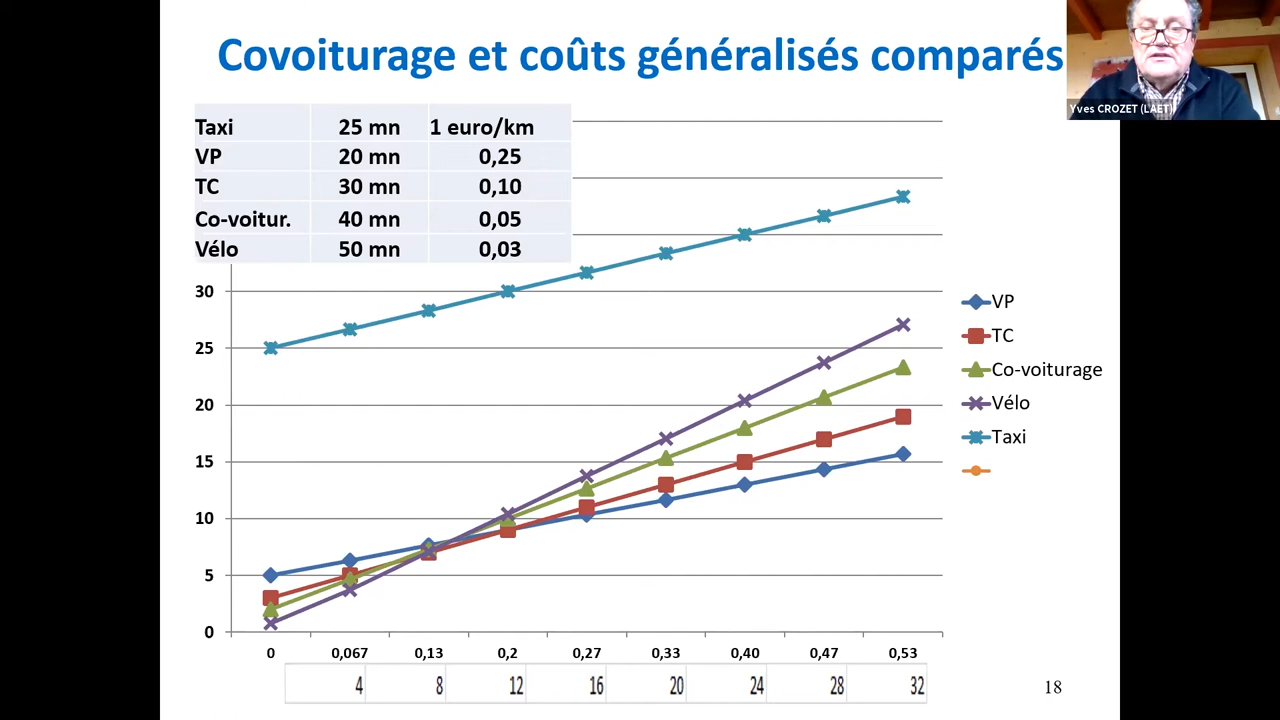 Covoiturage et coûts généralisés comparés
Yves CROZET (LAET)
Taxi 25 mn 1 euro/km
VP 20 mn 0,25
TC 30 mn 0,10
Co-voitur. 40 mn 0,05
Vélo 50 mn 0,03
30
25
20
15
10
5
0
0 0,067 0,13 0,2 0,27 0,33 0,40 0,47 0,53
4 8 12 16 20 24 28 32
VP
TC
Co-voiturage
Vélo
Taxi
18